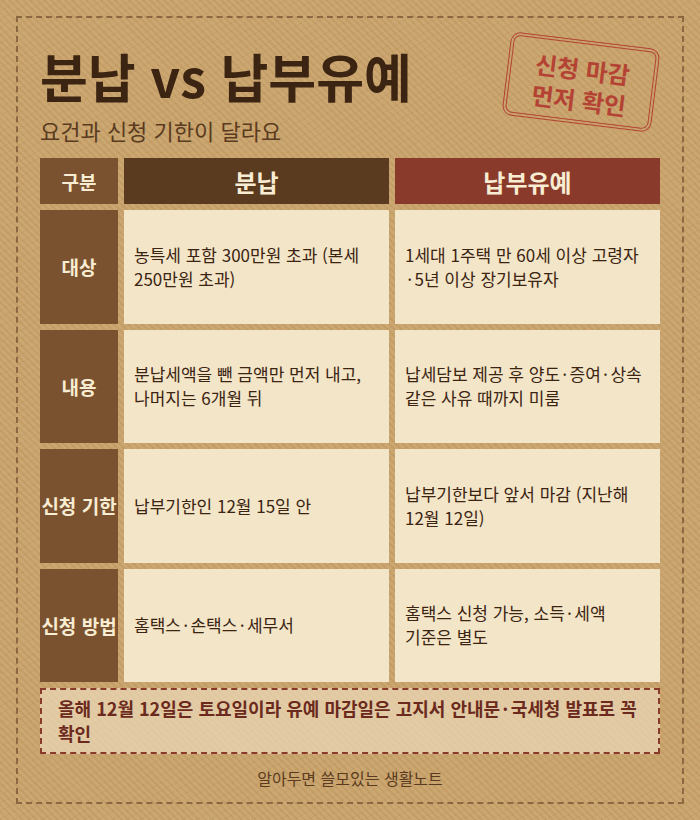 분납 vs 납부유예
신청 마감
먼저 확인
요건과 신청 기한이 달라요
구분
분납
납부유예
대상
농특세 포함 300만원 초과 (본세
250만원 초과)
1세대 1주택 만 60세 이상 고령자
·5년 이상 장기보유자
내용
분납세액을 뺀 금액만 먼저 내고,
나머지는 6개월 뒤
납세담보 제공 후 양도·증여·상속
같은 사유 때까지 미룸
신청 기한
납부기한인 12월 15일 안
납부기한보다 앞서 마감 (지난해
12월 12일)
신청 방법
홈택스·손택스·세무서
홈택스 신청 가능, 소득·세액
기준은 별도
올해 12월 12일은 토요일이라 유예 마감일은 고지서 안내문·국세청 발표로 꼭
확인
알아두면 쓸모있는 생활노트